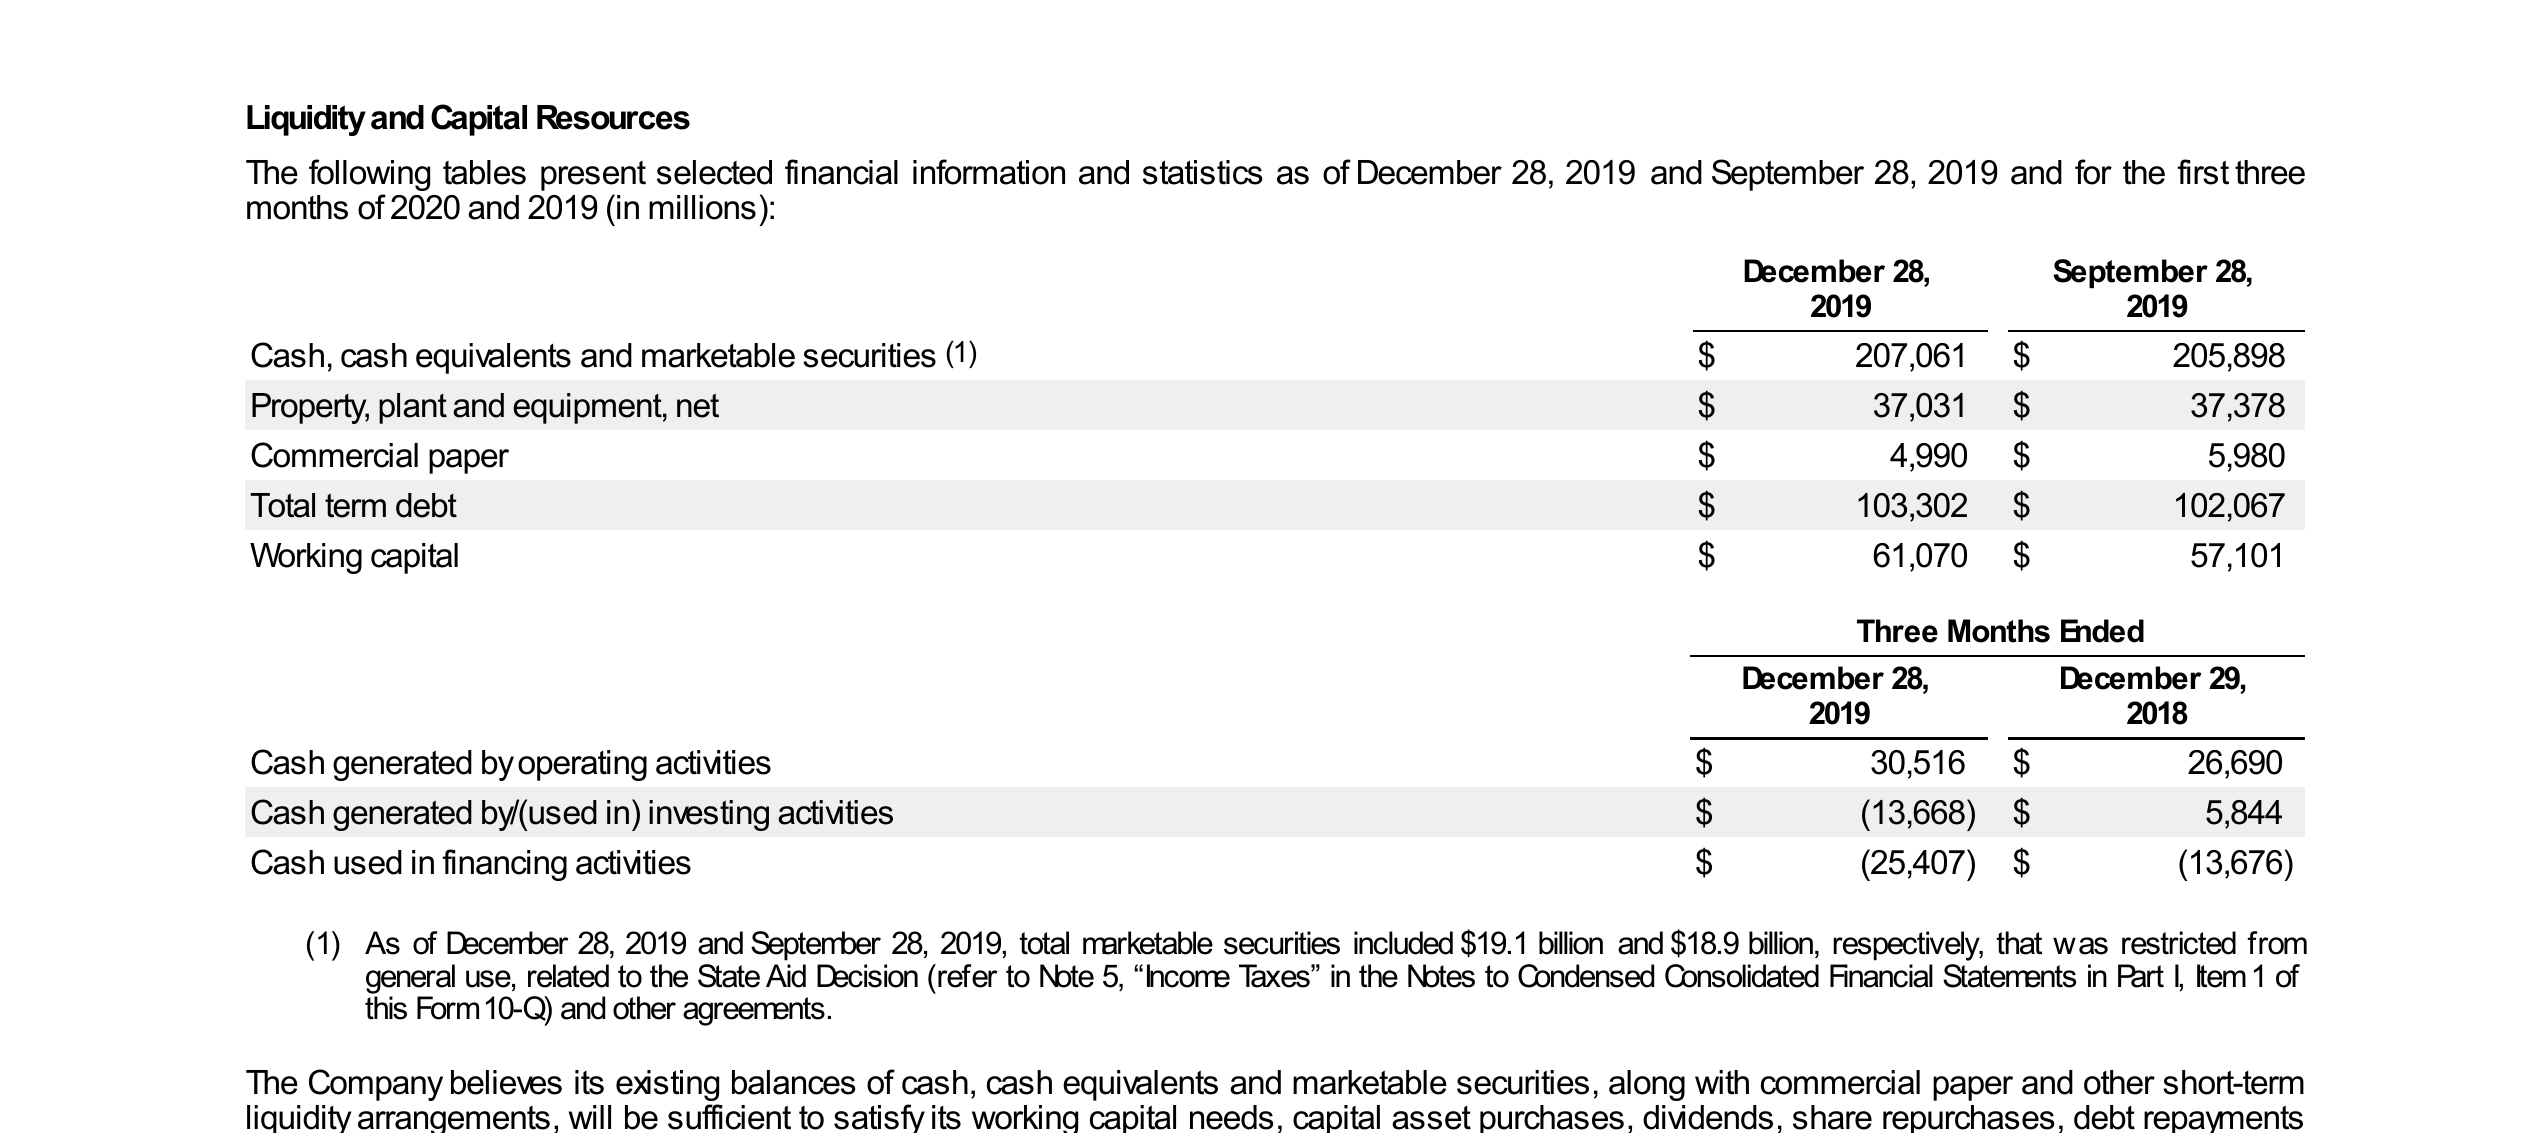 Liquidity and Capital Resources
The following tables present selected financial information and statistics as of December 28, 2019 and September 28, 2019 and for the first three
months of 2020 and 2019 (in millions):
December 28, September 28,
2019 2019
Cash, cash equivalents and marketable securities (1) $ 207,061 $ 205,898
Property, plant and equipment, net $ 37,031 $ 37,378
Commercial paper $ 4,990 $ 5,980
Total term debt $ 103,302 $ 102,067
Working capital $ 61,070 $ 57,101
Three Months Ended
December 28, December 29,
2019 2018
Cash generated by operating activities $ 30,516 $ 26,690
Cash generated by/(used in) investing activities $ (13,668) $ 5,844
Cash used in financing activities $ (25,407) $ (13,676)
(1) As of December 28, 2019 and September 28, 2019, total marketable securities included $19.1 billion and $18.9 billion, respectively, that was restricted from
general use, related to the State Aid Decision (refer to Note 5, “Income Taxes” in the Notes to Condensed Consolidated Financial Statements in Part I, Item 1 of
this Form 10-Q) and other agreements.
The Company believes its existing balances of cash, cash equivalents and marketable securities, along with commercial paper and other short-term
liquidity arrangements, will be sufficient to satisfy its working capital needs, capital asset purchases, dividends, share repurchases, debt repayments